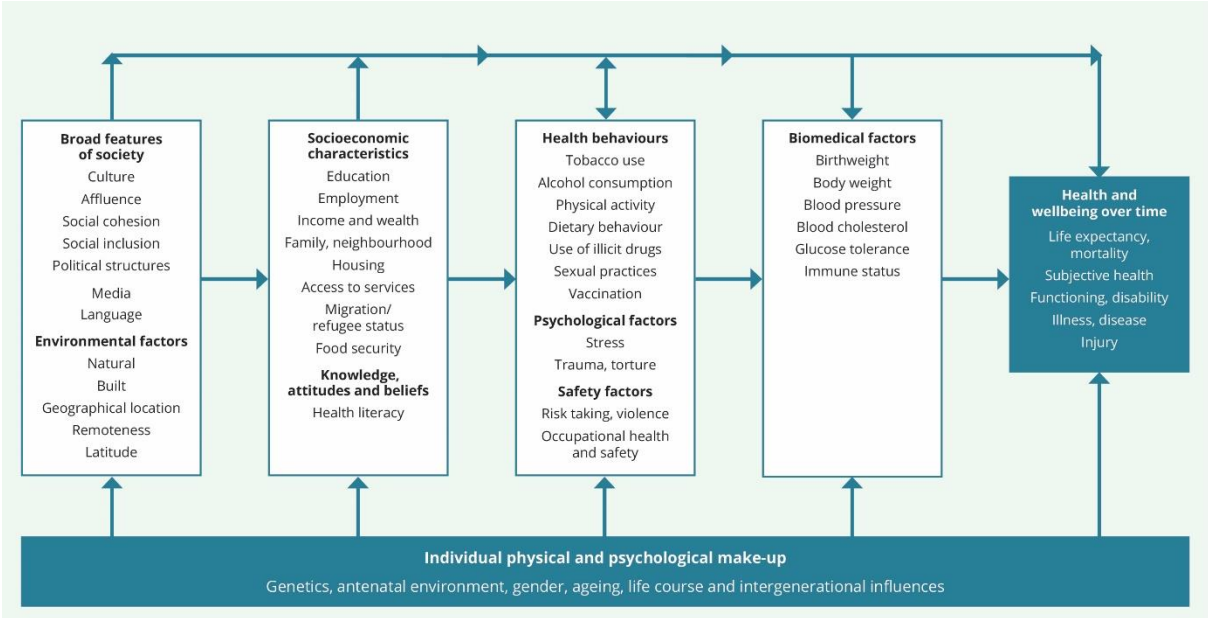 Broad features
of society
Culture
Affluence
Social cohesion
Social inclusion
Political structures
Media
Language
Environmental factors
Natural
Built
Geographical location
Remoteness
Latitude
Socioeconomic
characteristics
Education
Employment
Income and wealth
Family, neighbourhood
Housing
Access to services
Migration/
refugee status
Food security
Knowledge,
attitudes and beliefs
Health literacy
Health behaviours
Tobacco use
Alcohol consumption
Physical activity
Dietary behaviour
Use of illicit drugs
Sexual practices
Vaccination
Psychological factors
Stress
Trauma, torture
Safety factors
Risk taking, violence
Occupational health
and safety
Biomedical factors
Birthweight
Body weight
Blood pressure
Blood cholesterol
Glucose tolerance
Immune status
Health and
wellbeing over time
Life expectancy,
mortality
Subjective health
Functioning, disability
Illness, disease
Injury
Individual physical and psychological make-up
Genetics, antenatal environment, gender, ageing, life course and intergenerational influences